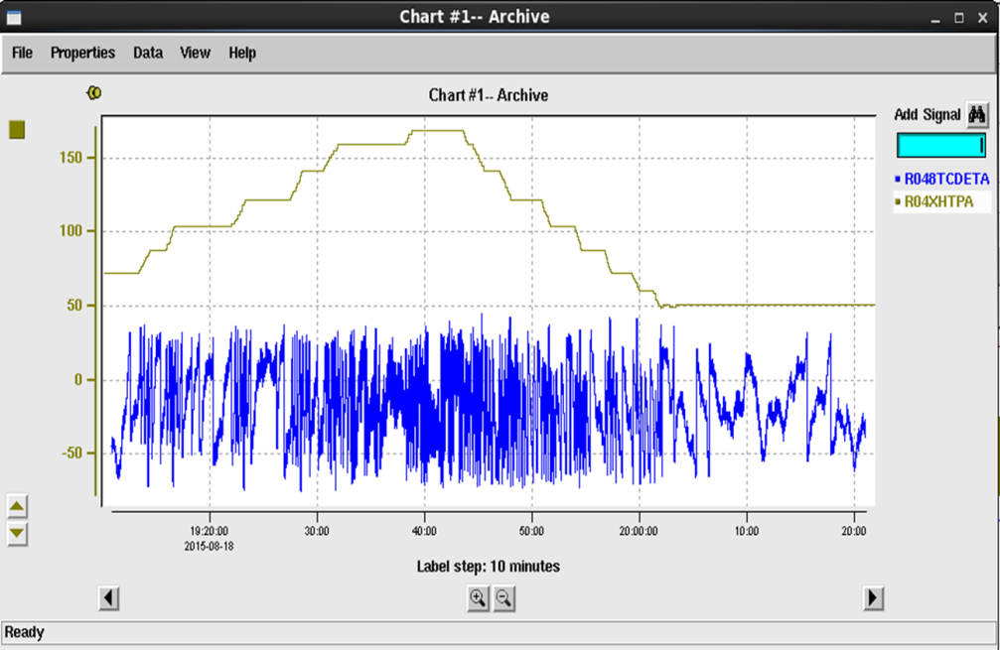 Chart #1-- Archive
File Properties Data View Help
Chart #1-- Archive
Add Signal
R048TCDETA
R04XHTPA
150
100
50
0
-50
19:20:00 30:00 40:00 50:00 20:00:00 10:00 20:00
2015-08-18
Label step: 10 minutes
Ready